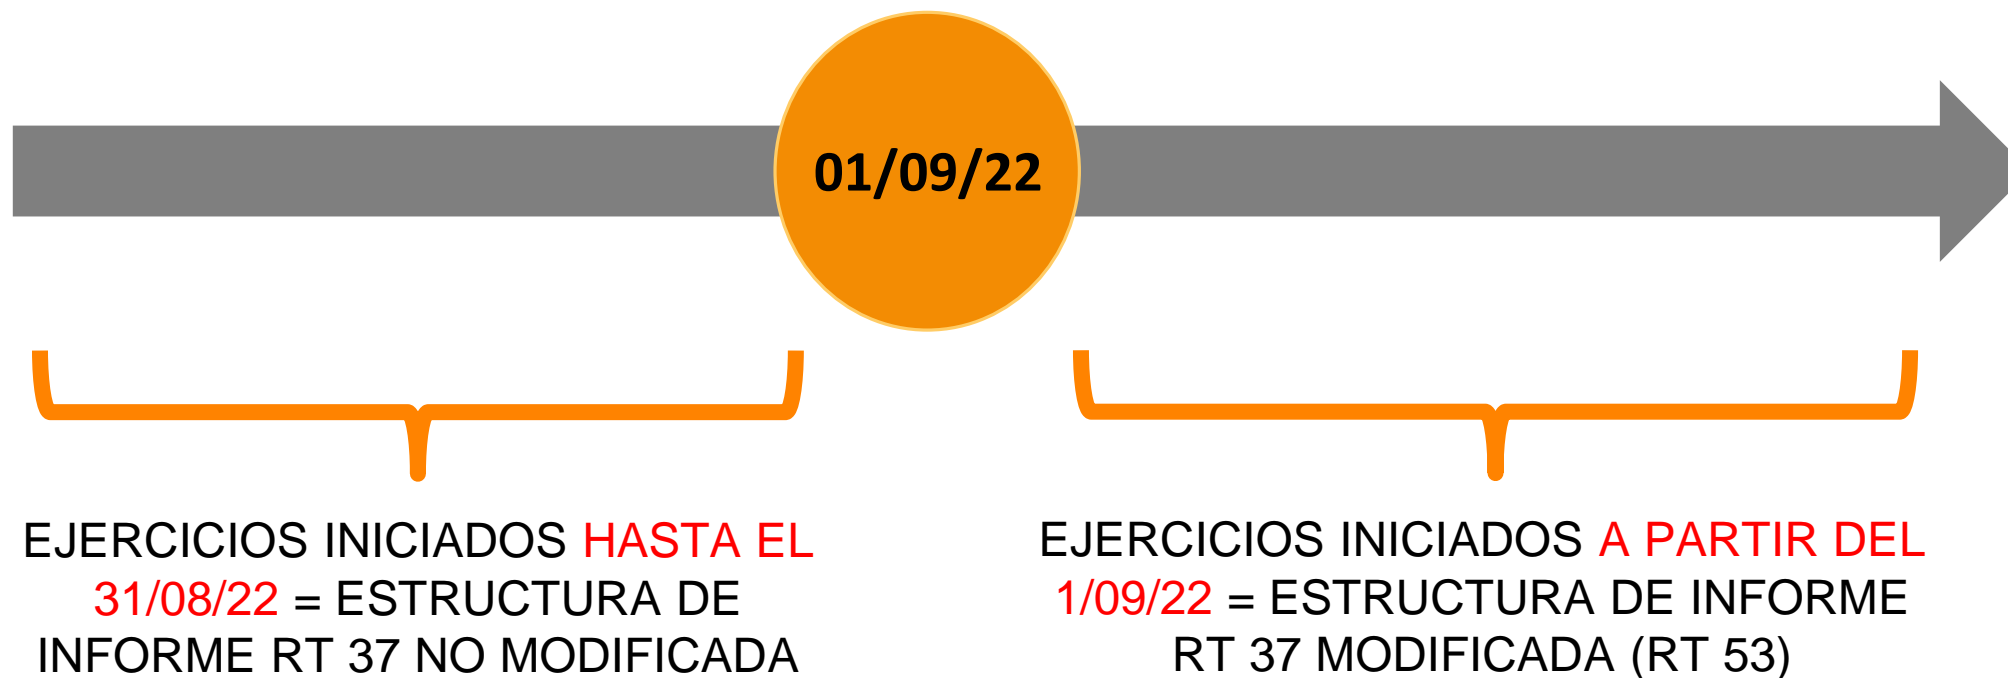 01/09/22
EJERCICIOS INICIADOS HASTA EL
31/08/22 = ESTRUCTURA DE
INFORME RT 37 NO MODIFICADA
EJERCICIOS INICIADOS A PARTIR DEL
1/09/22 = ESTRUCTURA DE INFORME
RT 37 MODIFICADA (RT 53)